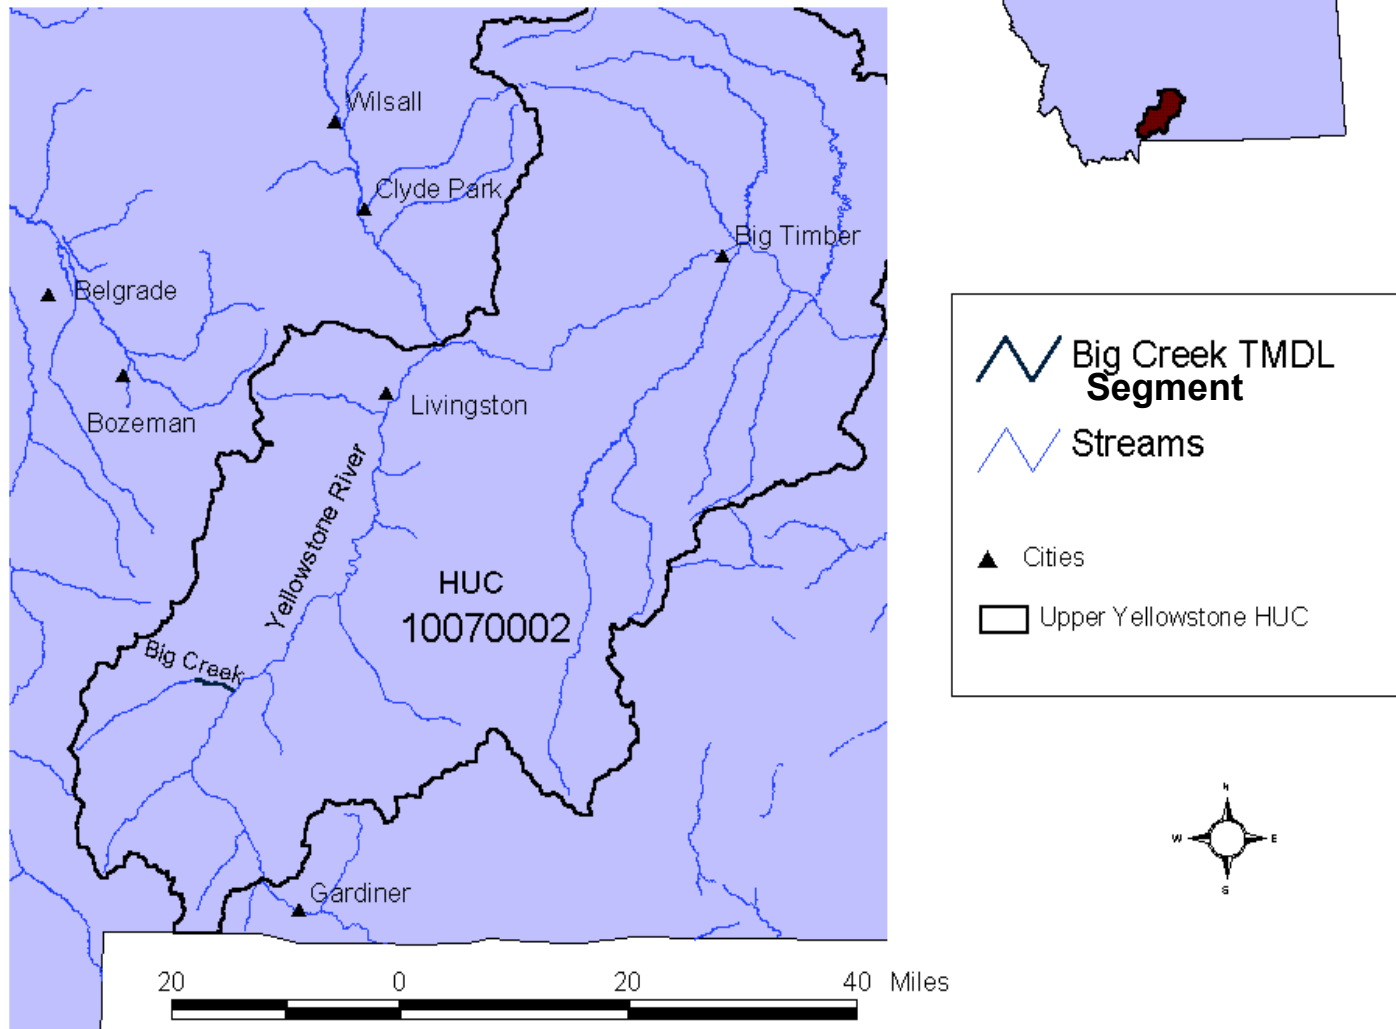 Wilsall
Clyde Park
Big Timber
Belgrade
Bozeman
Livingston
Yellowstone River
HUC
10070002
Big Creek
Gardiner
20 0 20 40 Miles
Big Creek TMDL
Segment
Streams
Cities
Upper Yellowstone HUC
N
W E
S